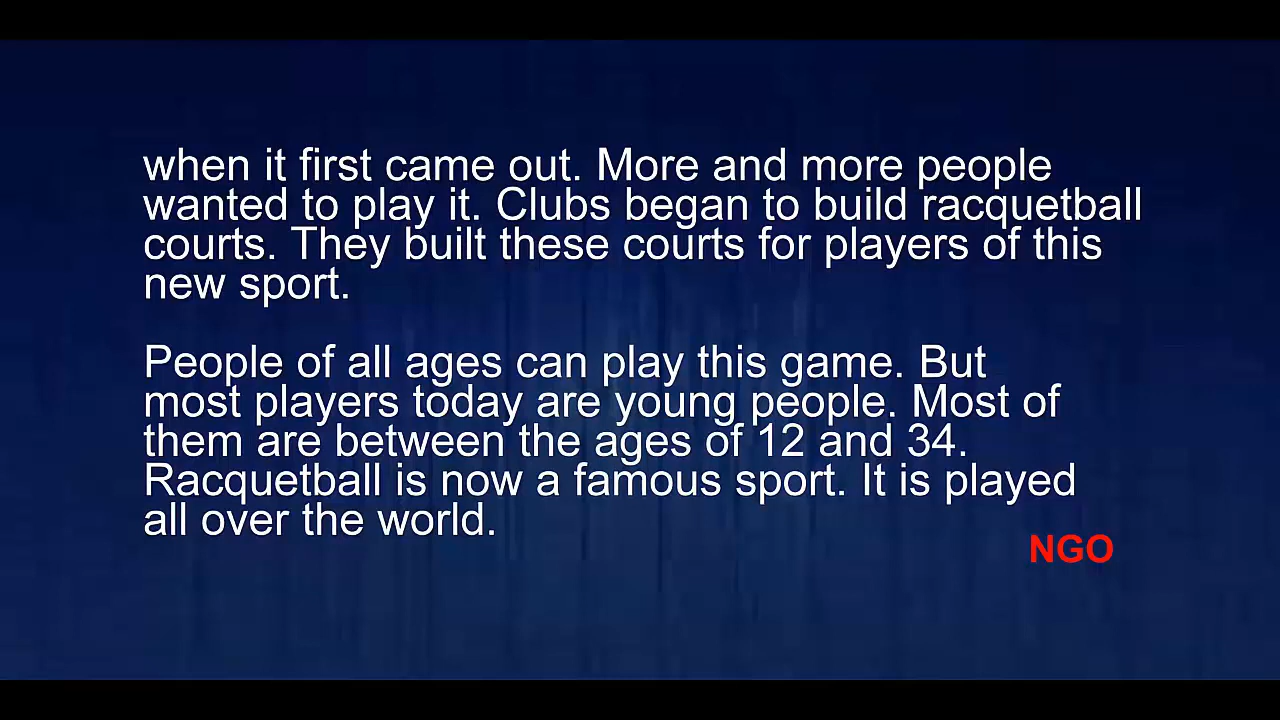 when it first came out. More and more people
wanted to play it. Clubs began to build racquetball
courts. They built these courts for players of this
new sport.
People of all ages can play this game. But
most players today are young people. Most of
them are between the ages of 12 and 34.
Racquetball is now a famous sport. It is played
all over the world.
NGO